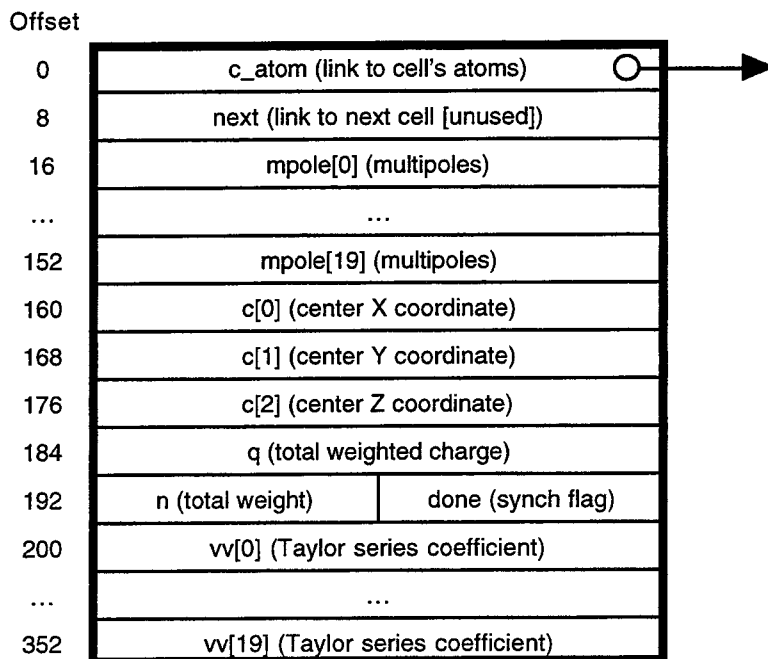 Offset
0 c_atom (link to cell's atoms)
8 next (link to next cell [unused])
16 mpole[0] (multipoles)
... ...
152 mpole[19] (multipoles)
160 c[0] (center X coordinate)
168 c[1] (center Y coordinate)
176 c[2] (center Z coordinate)
184 q (total weighted charge)
192 n (total weight) done (synch flag)
200 vv[0] (Taylor series coefficient)
... ...
352 vv[19] (Taylor series coefficient)